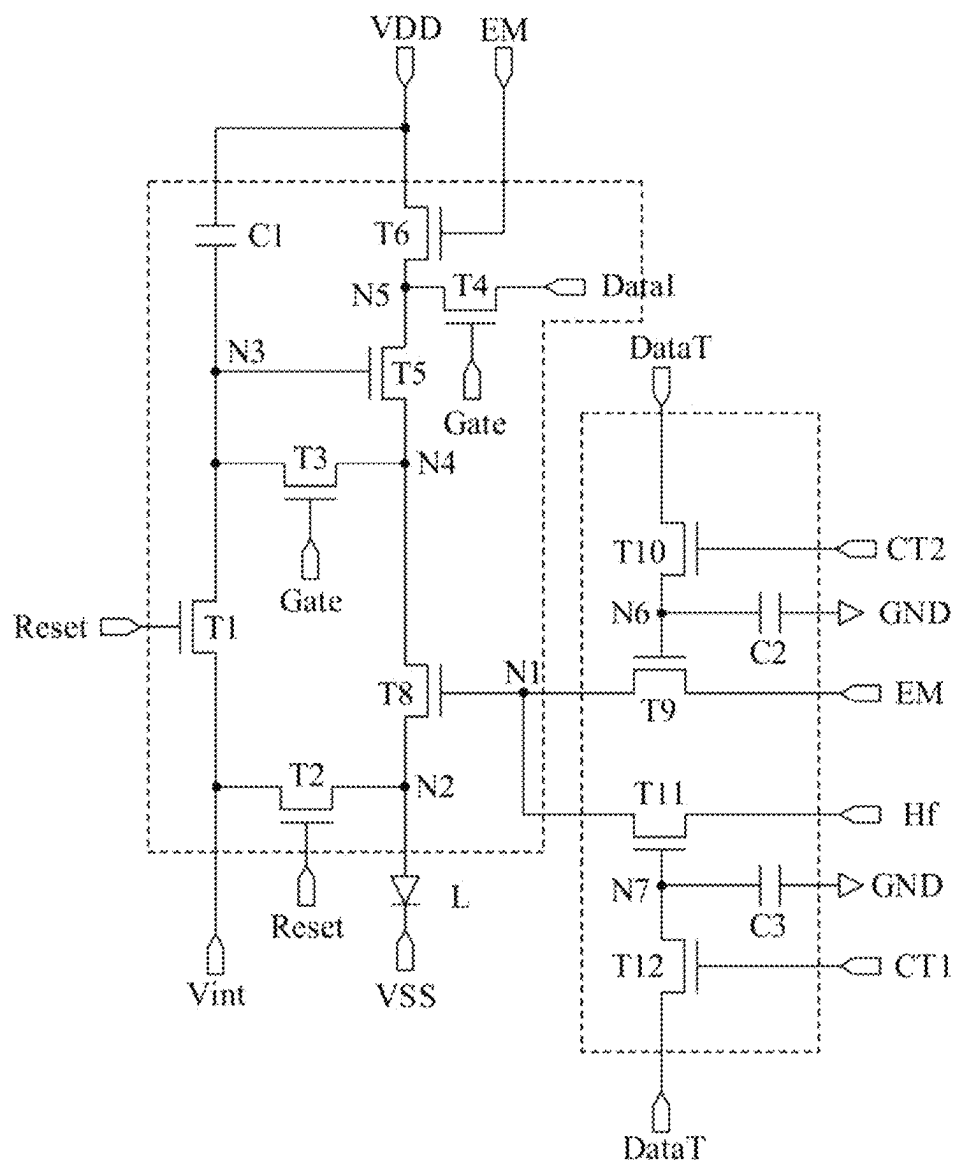 VDD
EM
C1
T6
N5
T4
DataI
N3
T5
DataT
Gate
T3
N4
T10
CT2
Gate
N6
GND
Reset
T1
C2
N1
T8
T9
EM
T2
N2
T11
Hf
N7
GND
L
Reset
C3
T12
CT1
Vint
VSS
DataT